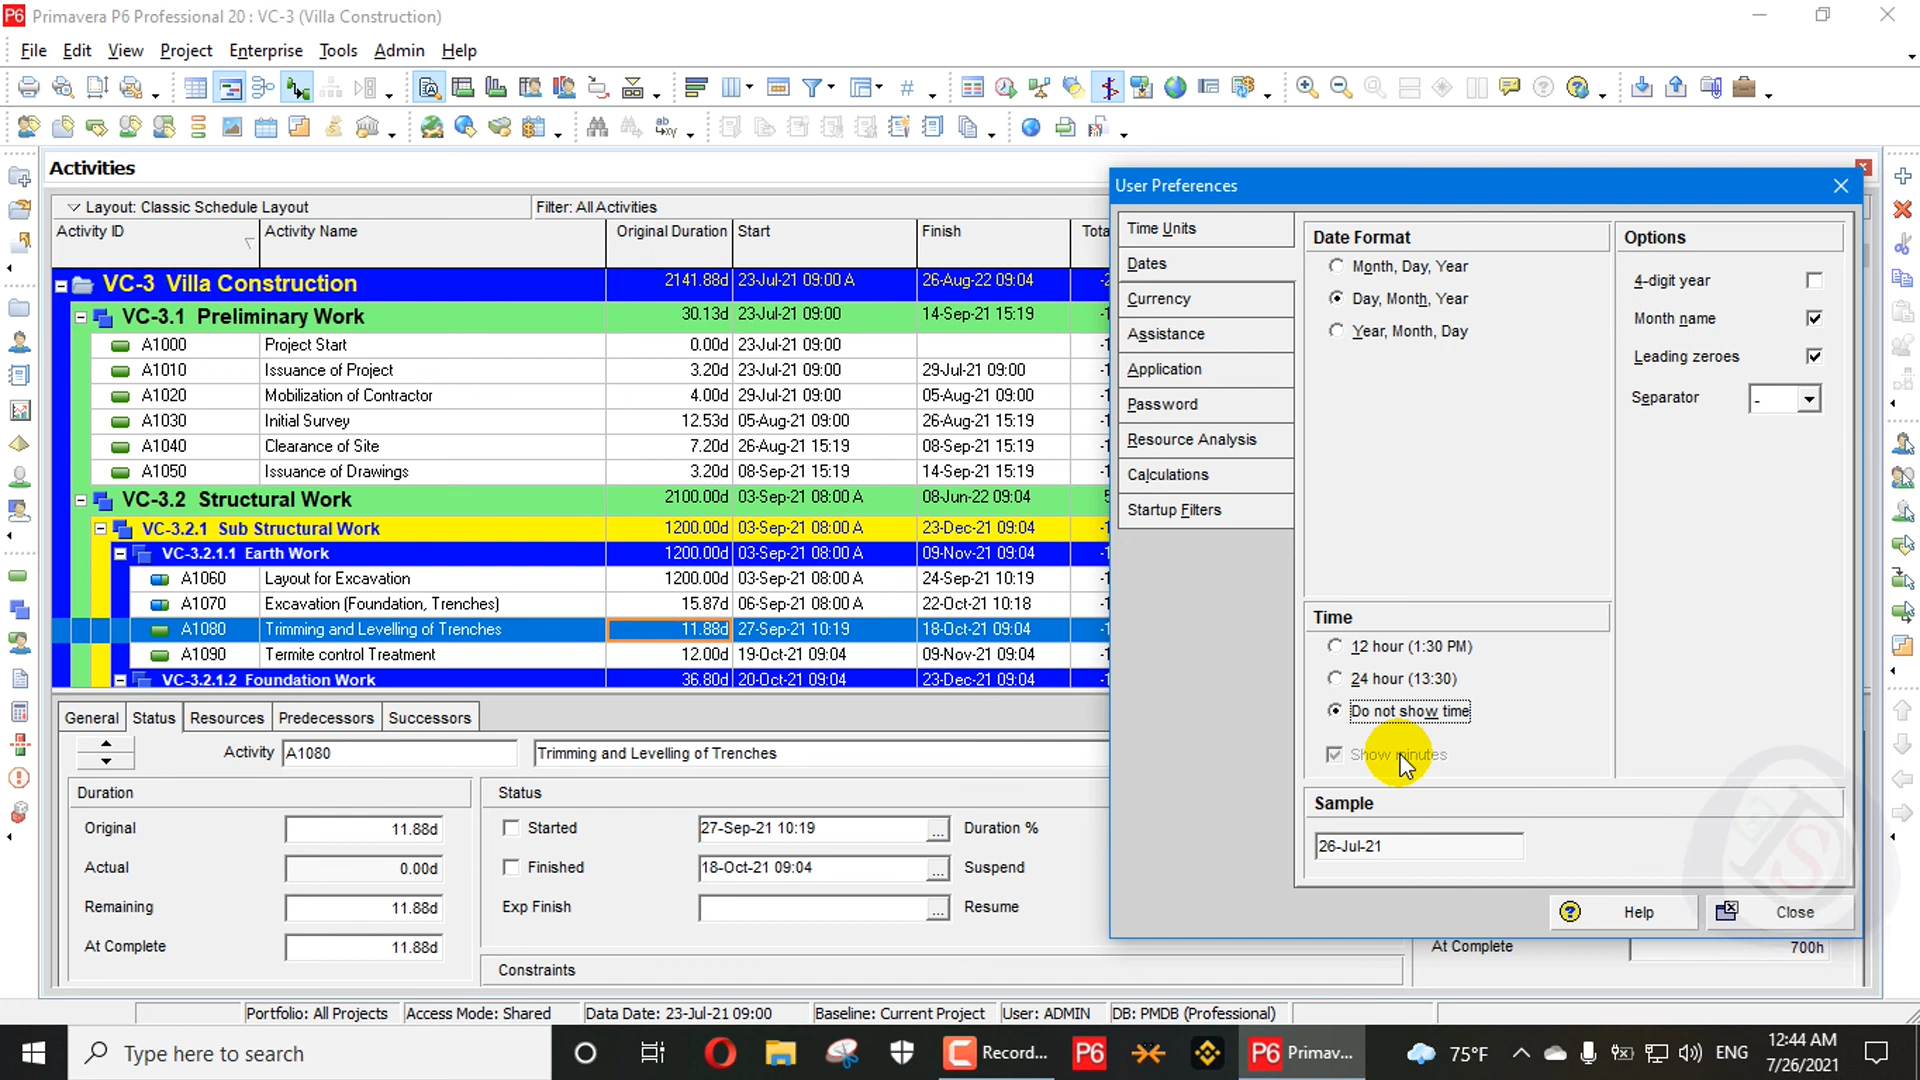 P6 Primavera P6 Professional 20 : VC-3 (Villa Construction)
File Edit View Project Enterprise Tools Admin Help
Activities
Layout: Classic Schedule Layout Filter: All Activities
Activity ID Activity Name Original Duration Start Finish Tota
VC-3 Villa Construction 2141.88d 23-Jul-21 09:00 A 26-Aug-22 09:04
VC-3.1 Preliminary Work 30.13d 23-Jul-21 09:00 14-Sep-21 15:19 -1
A1000 Project Start 0.00d 23-Jul-21 09:00 -1
A1010 Issuance of Project 3.20d 23-Jul-21 09:00 29-Jul-21 09:00 -1
A1020 Mobilization of Contractor 4.00d 29-Jul-21 09:00 05-Aug-21 09:00 -1
A1030 Initial Survey 12.53d 05-Aug-21 09:00 26-Aug-21 15:19 -1
A1040 Clearance of Site 7.20d 26-Aug-21 15:19 08-Sep-21 15:19 -1
A1050 Issuance of Drawings 3.20d 08-Sep-21 15:19 14-Sep-21 15:19 -1
VC-3.2 Structural Work 2100.00d 03-Sep-21 08:00 A 08-Jun-22 09:04 5
VC-3.2.1 Sub Structural Work 1200.00d 03-Sep-21 08:00 A 23-Dec-21 09:04 -1
VC-3.2.1.1 Earth Work 1200.00d 03-Sep-21 08:00 A 09-Nov-21 09:04 -1
A1060 Layout for Excavation 1200.00d 03-Sep-21 08:00 A 24-Sep-21 10:19 -1
A1070 Excavation (Foundation, Trenches) 15.87d 06-Sep-21 08:00 A 22-Oct-21 10:18 -1
A1080 Trimming and Levelling of Trenches 11.88d 27-Sep-21 10:19 18-Oct-21 09:04 -1
A1090 Termite control Treatment 12.00d 19-Oct-21 09:04 09-Nov-21 09:04 -1
VC-3.2.1.2 Foundation Work 36.80d 20-Oct-21 09:04 23-Dec-21 09:04 -1
General Status Resources Predecessors Successors
Activity A1080 Trimming and Levelling of Trenches
Duration Status
Original 11.88d Started 27-Sep-21 10:19 ... Duration %
Actual 0.00d Finished 18-Oct-21 09:04 ... Suspend
Remaining 11.88d Exp Finish ... Resume
At Complete 11.88d At Complete 700h
Constraints
User Preferences
Time Units
Dates
Currency
Assistance
Application
Password
Resource Analysis
Calculations
Startup Filters
Date Format
Month, Day, Year
Day, Month, Year
Year, Month, Day
Options
4-digit year
Month name
Leading zeroes
Separator -
Time
12 hour (1:30 PM)
24 hour (13:30)
Do not show time
Show minutes
Sample
26-Jul-21
Help Close
Portfolio: All Projects Access Mode: Shared Data Date: 23-Jul-21 09:00 Baseline: Current Project User: ADMIN DB: PMDB (Professional)
Type here to search Record... P6 P6 Primav... 75°F ENG 12:44 AM
7/26/2021